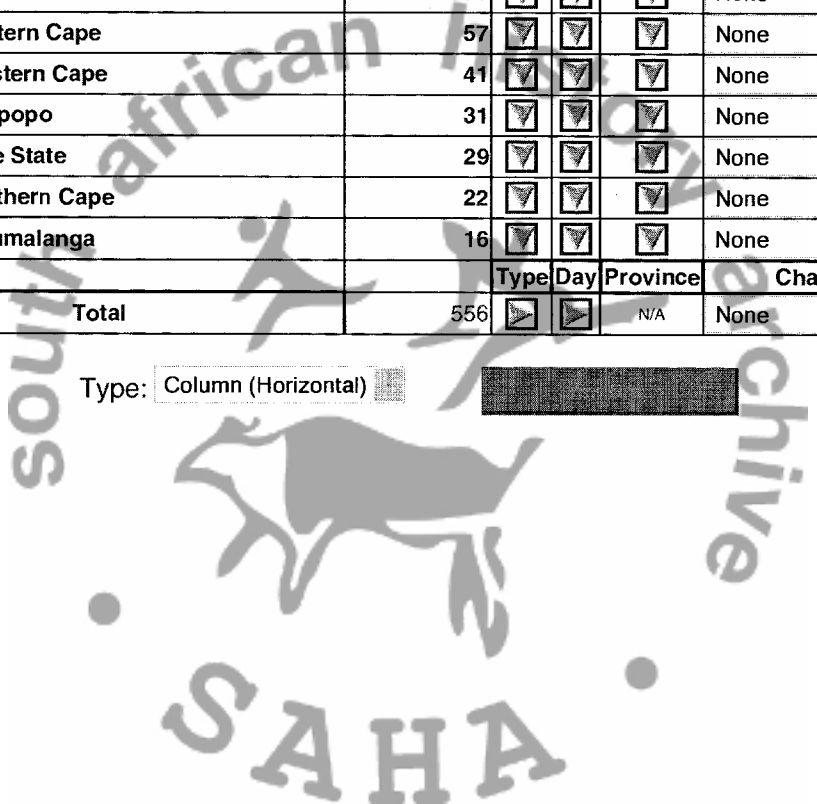 None
tern Cape 57 None
stern Cape 41 None
popo 31 None
e State 29 None
thern Cape 22 None
umalanga 16 None
Type Day Province Cha
Total 556 N/A None
Type: Column (Horizontal)
south african history archive
SAHA